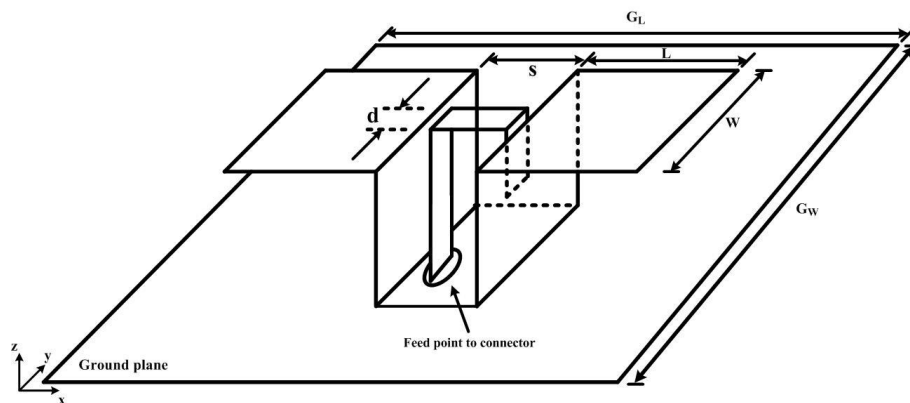 G_L
S
L
d
W
G_W
Feed point to connector
z
y
Ground plane
x